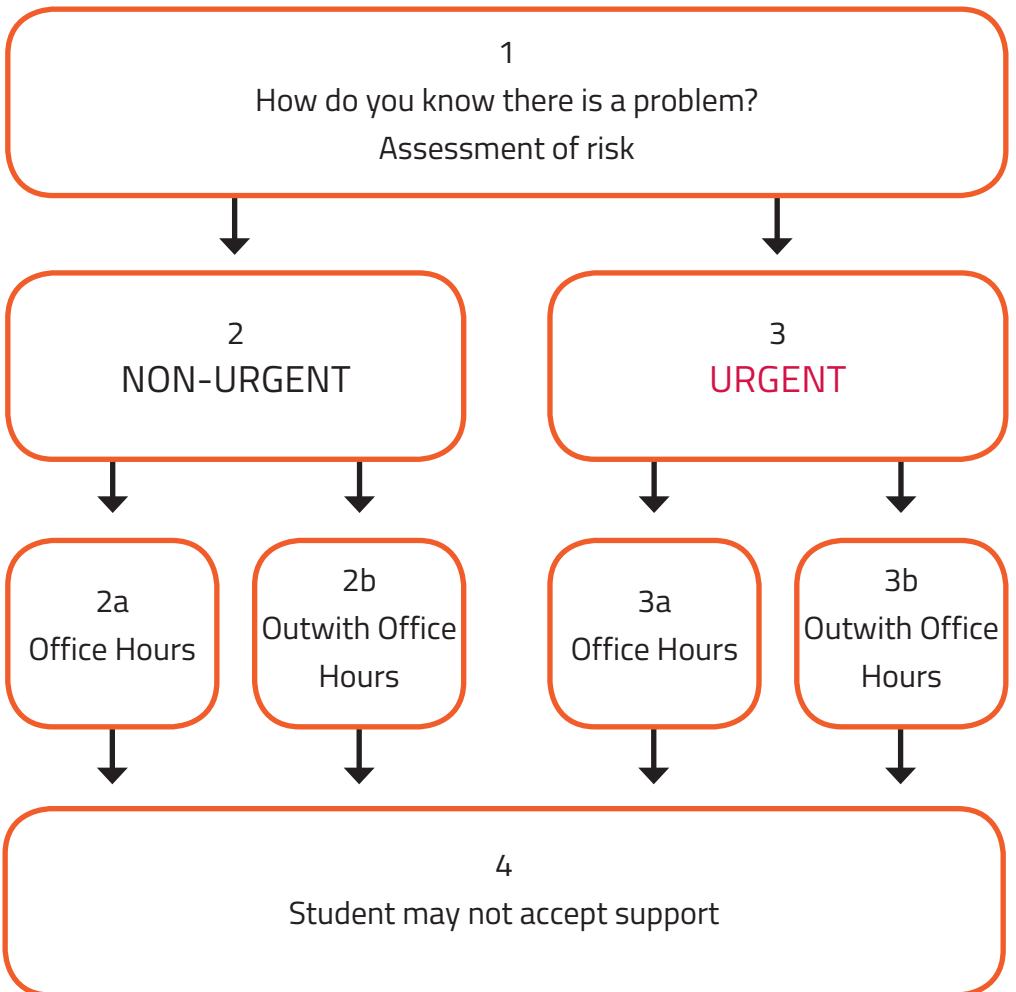 1
How do you know there is a problem?
Assessment of risk
2
NON-URGENT
3
URGENT
2a
Office Hours
2b
Outwith Office
Hours
3a
Office Hours
3b
Outwith Office
Hours
4
Student may not accept support